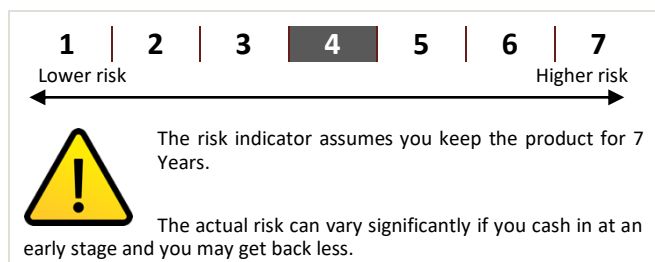 1 2 3 4 5 6 7
Lower risk Higher risk
The risk indicator assumes you keep the product for 7
Years.
The actual risk can vary significantly if you cash in at an
early stage and you may get back less.